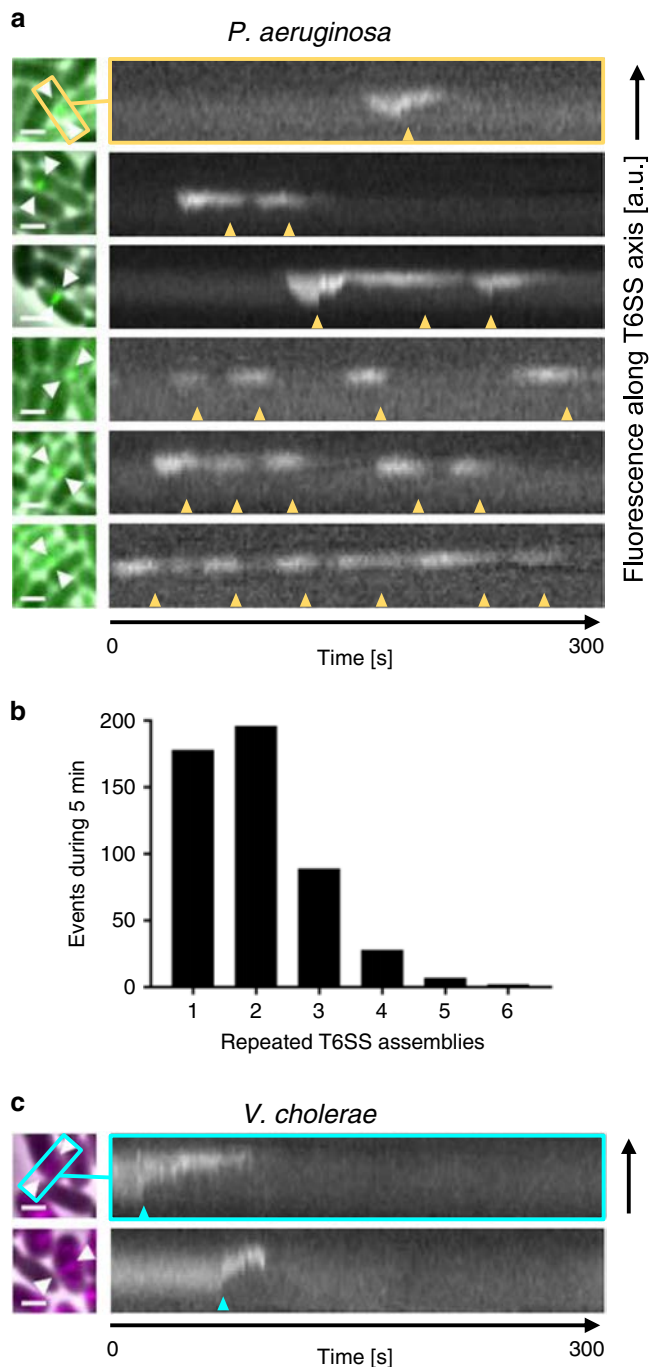 a
P. aeruginosa
Fluorescence along T6SS axis [a.u.]
0
300
Time [s]
b
Events during 5 min
200
150
100
50
0
1 2 3 4 5 6
Repeated T6SS assemblies
c
V. cholerae
0
300
Time [s]